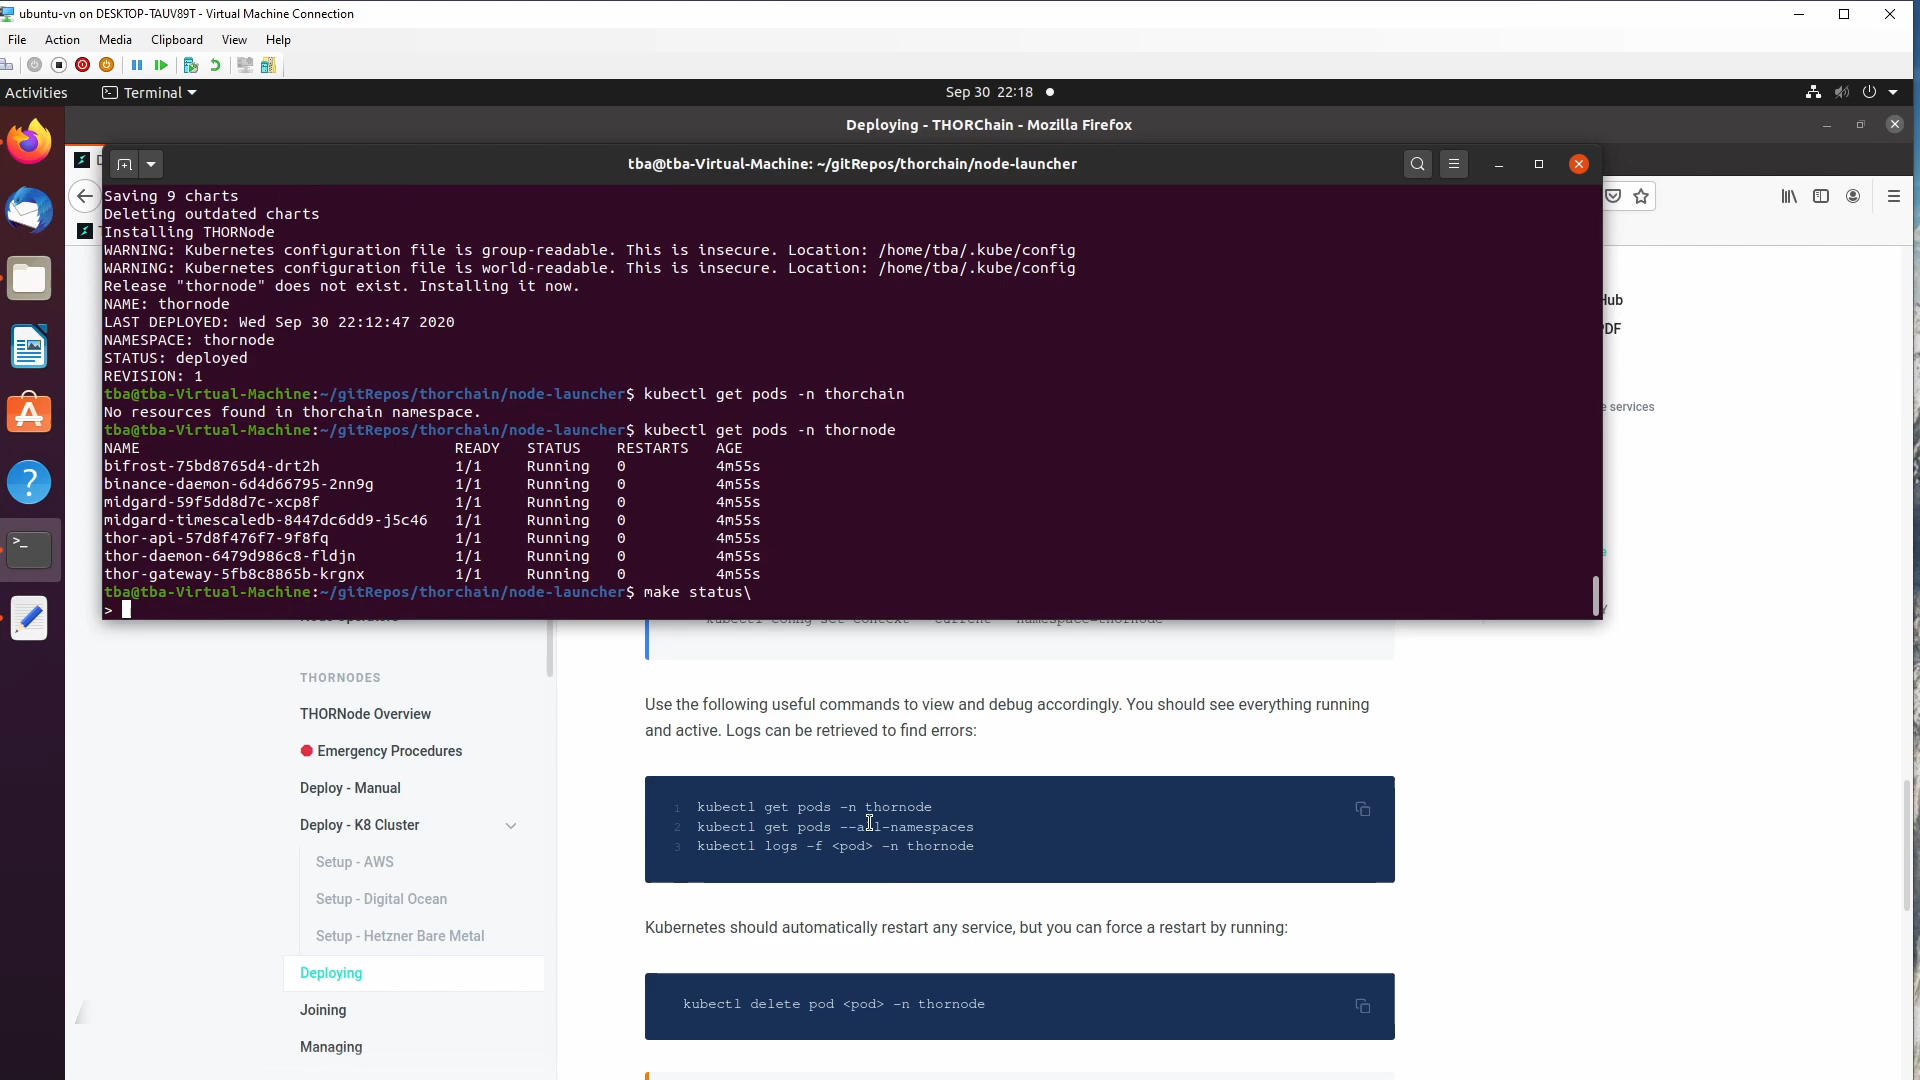 ubuntu-vn on DESKTOP-TAUV89T - Virtual Machine Connection
File Action Media Clipboard View Help
Activities Terminal Sep 30 22:18
Deploying - THORChain - Mozilla Firefox
tba@tba-Virtual-Machine: ~/gitRepos/thorchain/node-launcher
Saving 9 charts
Deleting outdated charts
Installing THORNode
WARNING: Kubernetes configuration file is group-readable. This is insecure. Location: /home/tba/.kube/config
WARNING: Kubernetes configuration file is world-readable. This is insecure. Location: /home/tba/.kube/config
Release "thornode" does not exist. Installing it now.
NAME: thornode
LAST DEPLOYED: Wed Sep 30 22:12:47 2020
NAMESPACE: thornode
STATUS: deployed
REVISION: 1
tba@tba-Virtual-Machine:~/gitRepos/thorchain/node-launcher$ kubectl get pods -n thorchain
No resources found in thorchain namespace.
tba@tba-Virtual-Machine:~/gitRepos/thorchain/node-launcher$ kubectl get pods -n thornode
NAME READY STATUS RESTARTS AGE
bifrost-75bd8765d4-drt2h 1/1 Running 0 4m55s
binance-daemon-6d4d66795-2nn9g 1/1 Running 0 4m55s
midgard-59f5dd8d7c-xcp8f 1/1 Running 0 4m55s
midgard-timescaledb-8447dc6dd9-j5c46 1/1 Running 0 4m55s
thor-api-57d8f476f7-9f8fq 1/1 Running 0 4m55s
thor-daemon-6479d986c8-fldjn 1/1 Running 0 4m55s
thor-gateway-5fb8c8865b-krgnx 1/1 Running 0 4m55s
tba@tba-Virtual-Machine:~/gitRepos/thorchain/node-launcher$ make status\
>
Hub
PDF
e services
THORNODES
THORNode Overview
Emergency Procedures
Deploy - Manual
Deploy - K8 Cluster
Setup - AWS
Setup - Digital Ocean
Setup - Hetzner Bare Metal
Deploying
Joining
Managing
Use the following useful commands to view and debug accordingly. You should see everything running
and active. Logs can be retrieved to find errors:
1 kubectl get pods -n thornode
2 kubectl get pods --all-namespaces
3 kubectl logs -f <pod> -n thornode
Kubernetes should automatically restart any service, but you can force a restart by running:
kubectl delete pod <pod> -n thornode